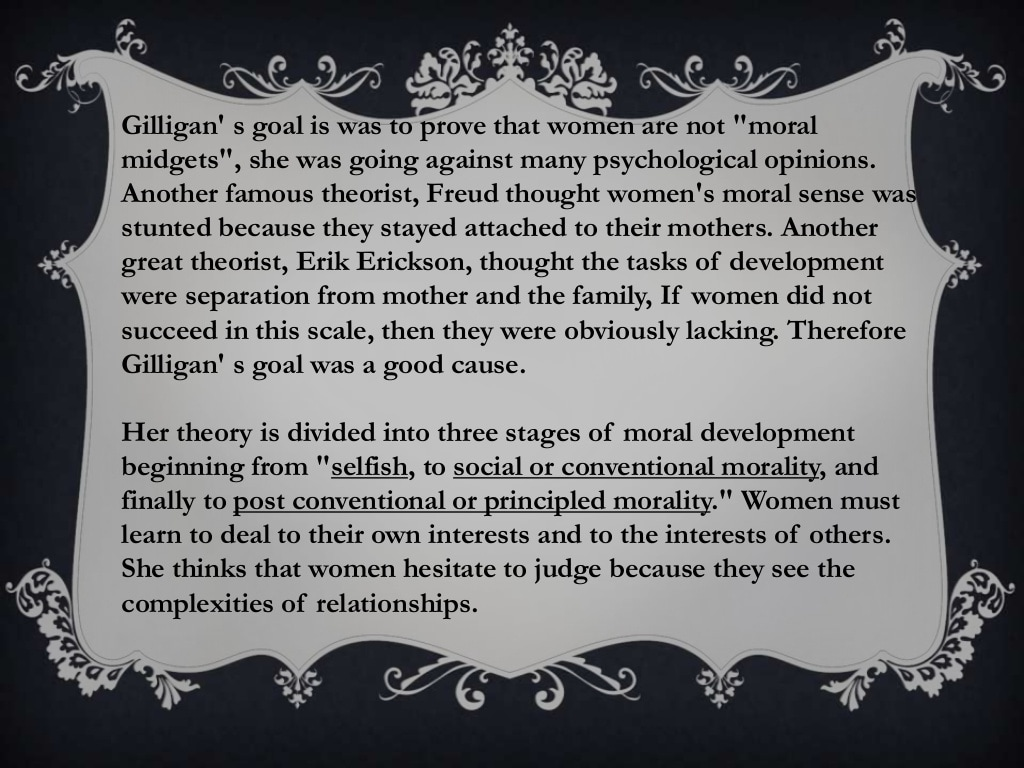 Gilligan' s goal is was to prove that women are not "moral
midgets", she was going against many psychological opinions.
Another famous theorist, Freud thought women's moral sense was
stunted because they stayed attached to their mothers. Another
great theorist, Erik Erickson, thought the tasks of development
were separation from mother and the family, If women did not
succeed in this scale, then they were obviously lacking. Therefore
Gilligan' s goal was a good cause.
Her theory is divided into three stages of moral development
beginning from "selfish, to social or conventional morality, and
finally to post conventional or principled morality." Women must
learn to deal to their own interests and to the interests of others.
She thinks that women hesitate to judge because they see the
complexities of relationships.